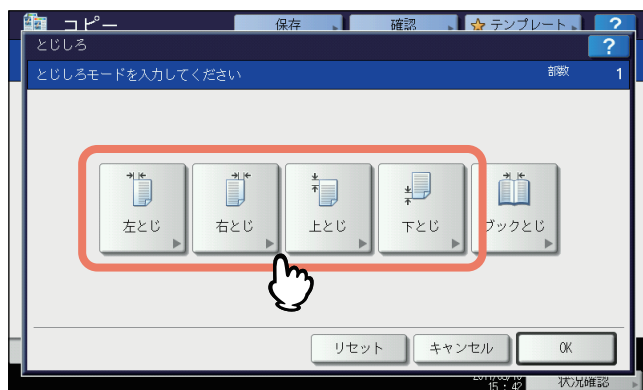 コピー 保存 確認 テンプレート ?
とじしろ ?
とじしろモードを入力してください 部数 1
左とじ 右とじ 上とじ 下とじ ブックとじ
リセット キャンセル OK
15:42 状況確認